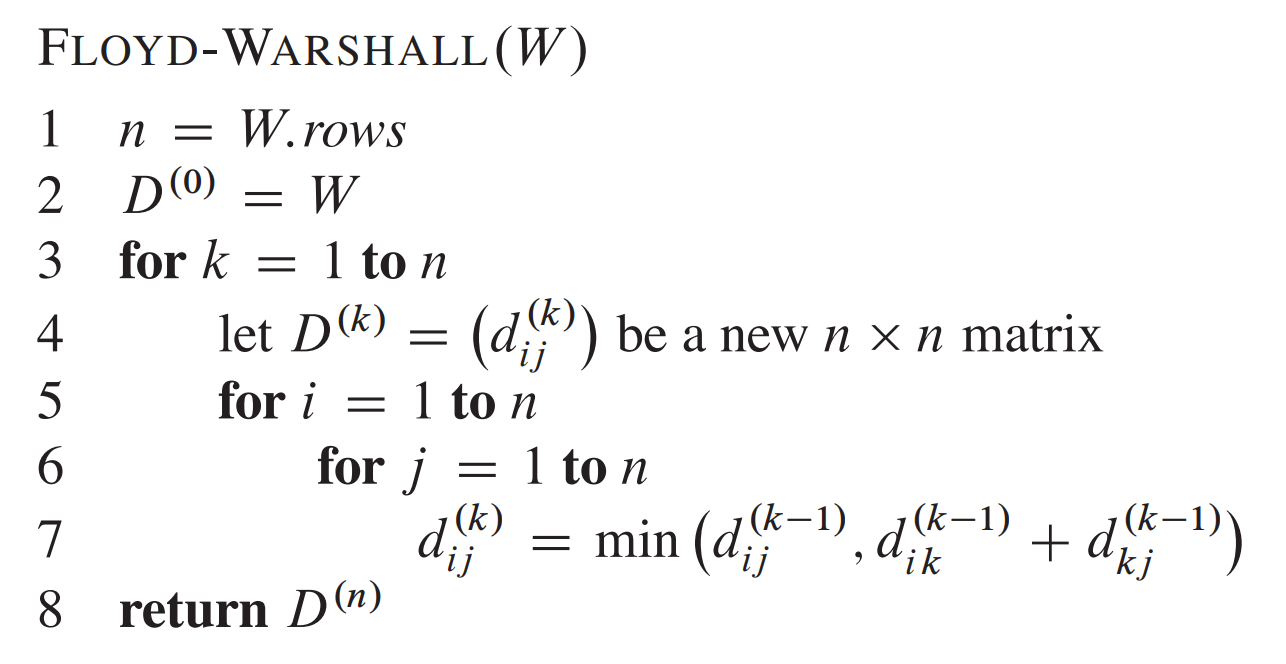 FLOYD-WARSHALL(W)
1 n = W.rows
2 D^(0) = W
3 for k = 1 to n
4 let D^(k) = (d_ij^(k)) be a new n × n matrix
5 for i = 1 to n
6 for j = 1 to n
7 d_ij^(k) = min (d_ij^(k−1), d_ik^(k−1) + d_kj^(k−1))
8 return D^(n)